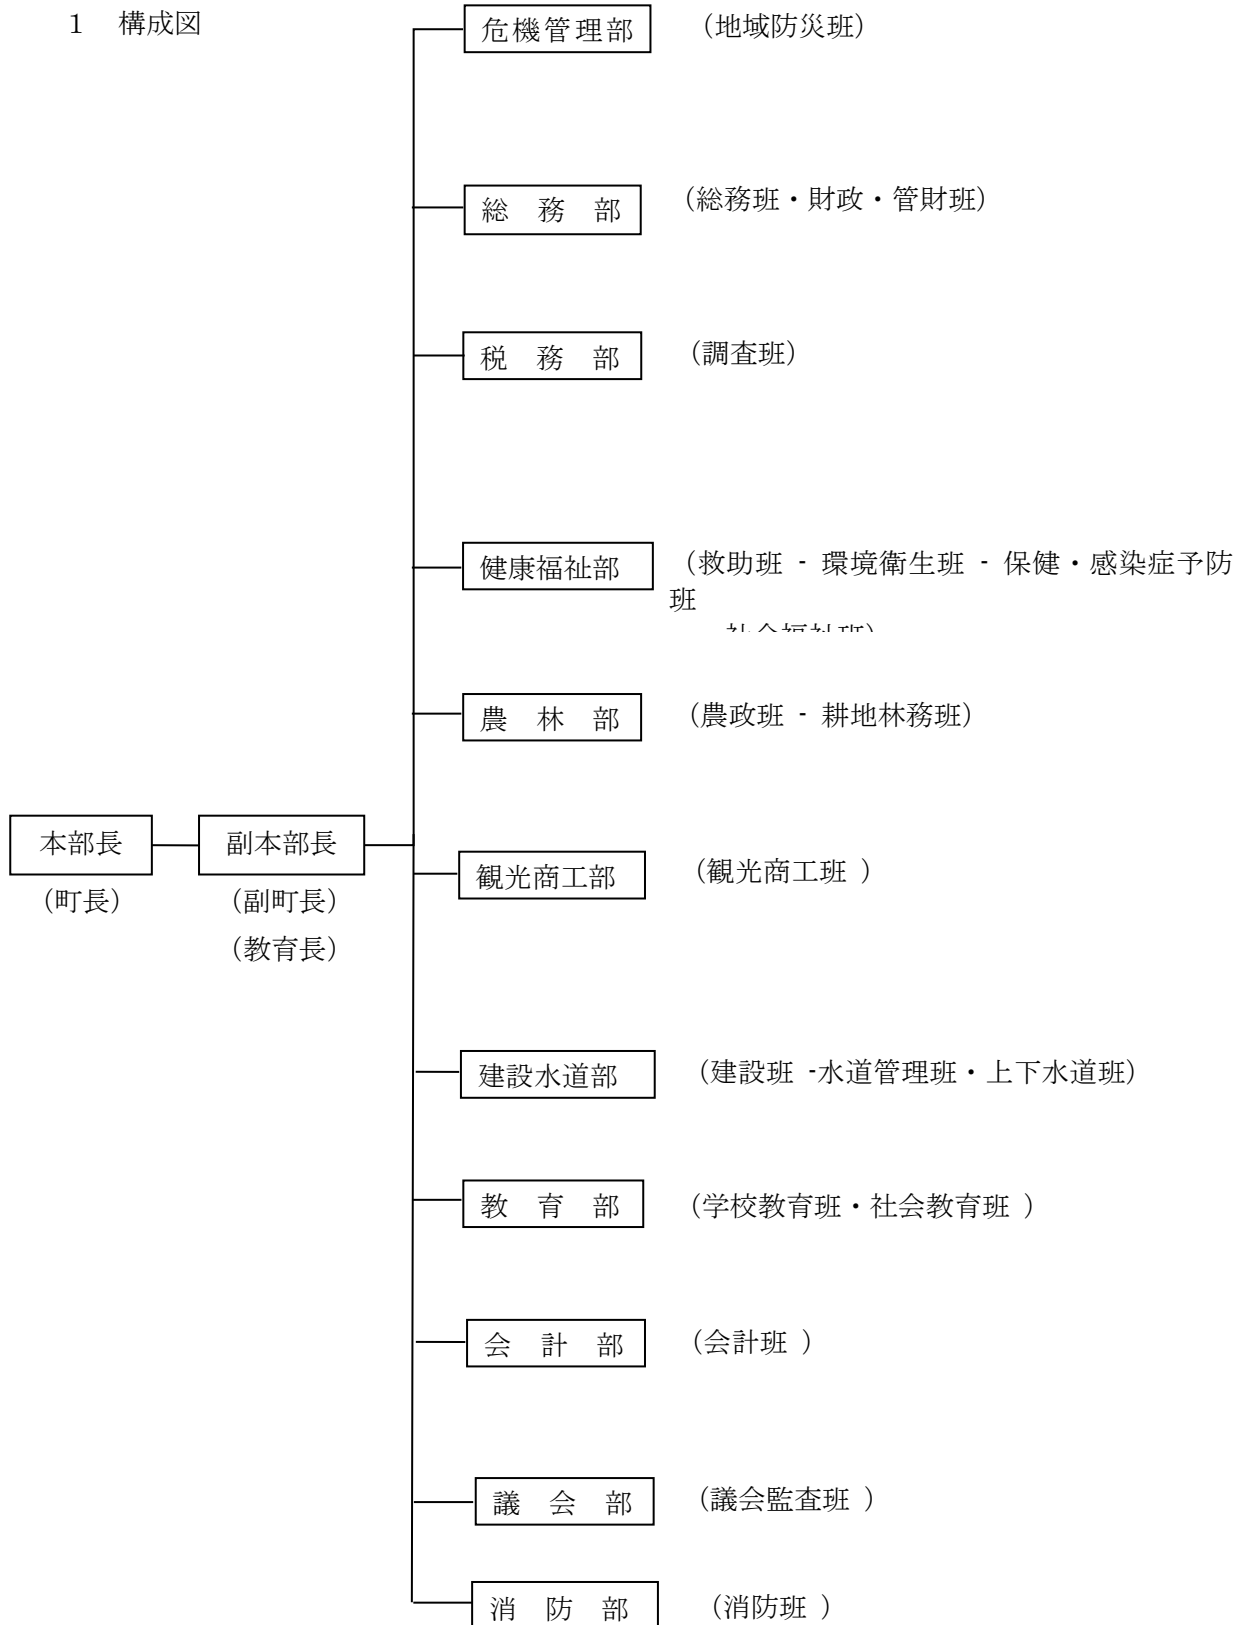 1 構成図
危機管理部 （地域防災班）
総務部 （総務班・財政・管財班）
税務部 （調査班）
健康福祉部 （救助班 - 環境衛生班 - 保健・感染症予防
班
社会福祉班）
農林部 （農政班 - 耕地林務班）
本部長 副本部長
（町長） （副町長）
（教育長）
観光商工部 （観光商工班 ）
建設水道部 （建設班 -水道管理班・上下水道班）
教育部 （学校教育班・社会教育班 ）
会計部 （会計班 ）
議会部 （議会監査班 ）
消防部 （消防班 ）